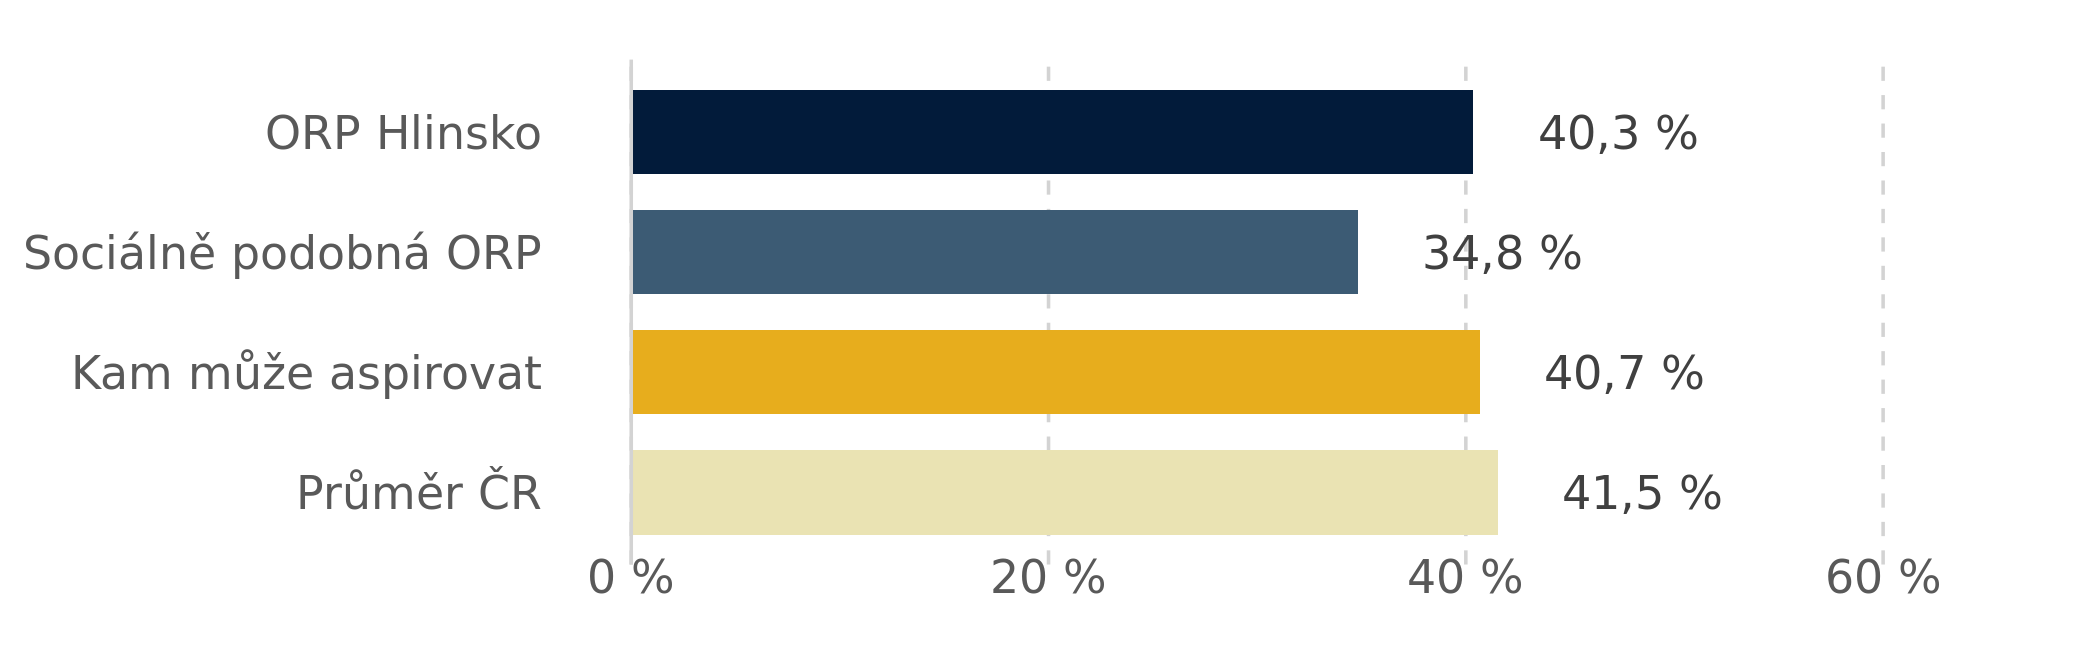 ORP Hlinsko 40,3 %
Sociálně podobná ORP 34,8 %
Kam může aspirovat 40,7 %
Průměr ČR 41,5 %
0 % 20 % 40 % 60 %